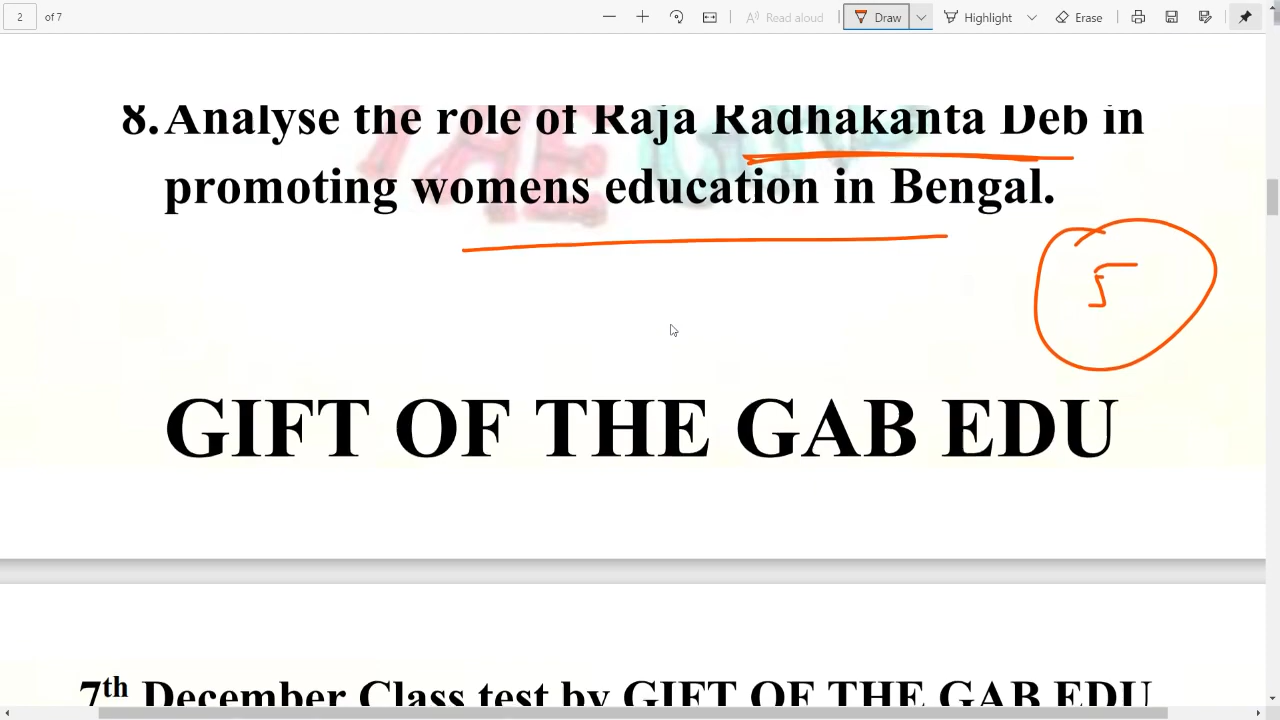 2 of 7 Read aloud Draw Highlight Erase
8. Analyse the role of Raja Radhakanta Deb in
promoting womens education in Bengal.
5
GIFT OF THE GAB EDU
7th December Class test by GIFT OF THE GAB EDU